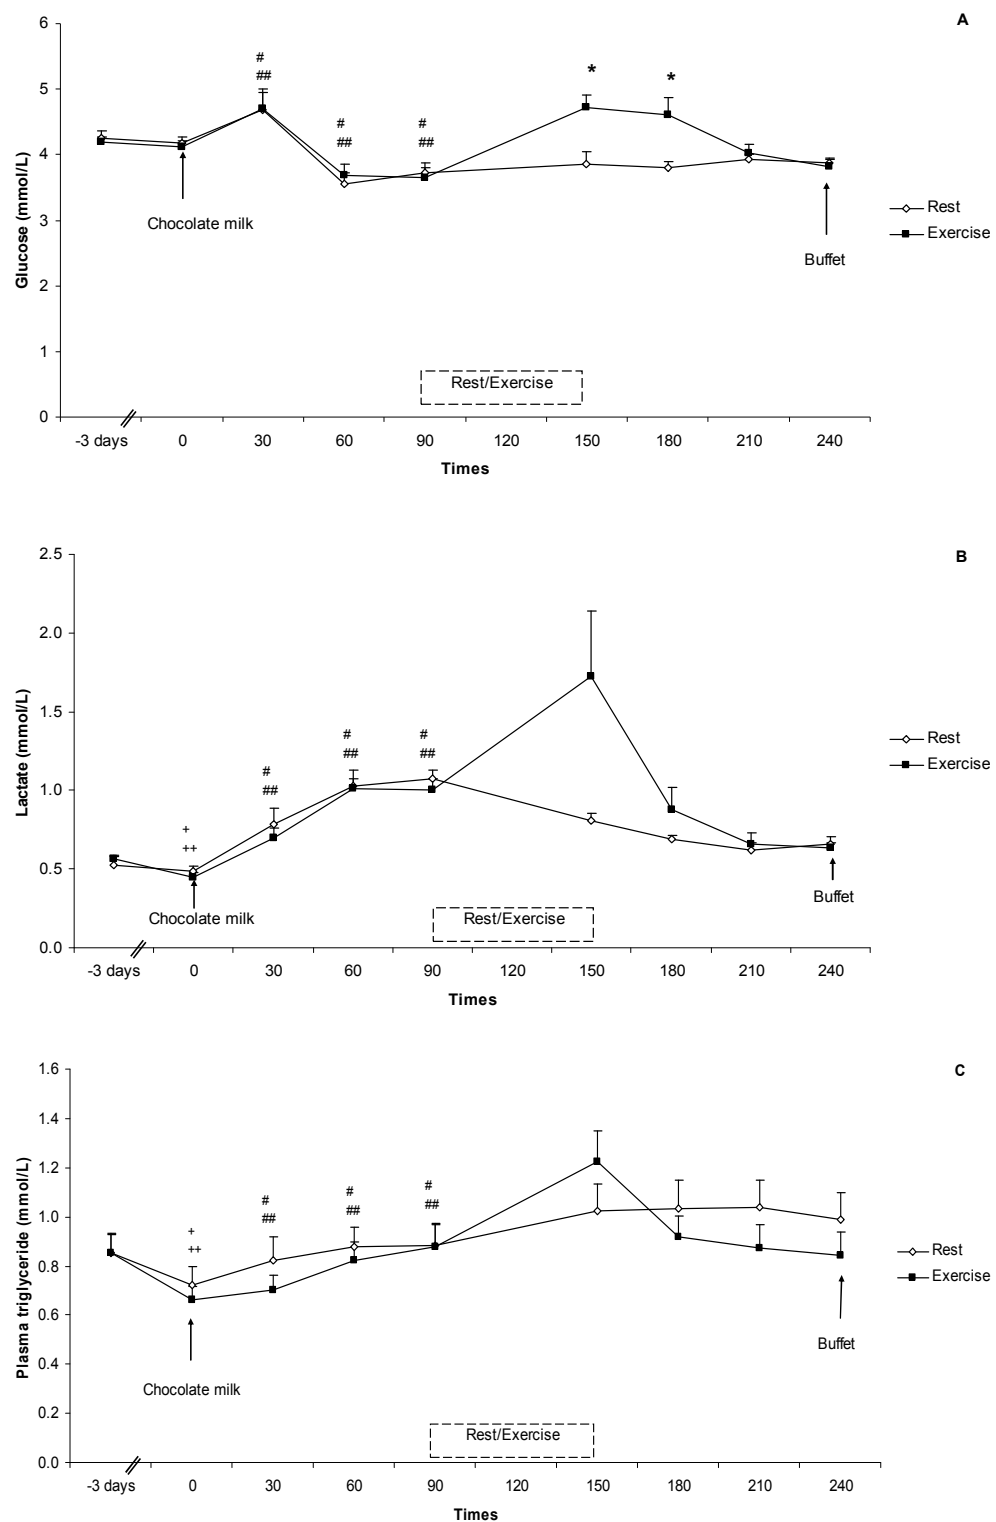 A
6
5
4
3
2
1
0
Glucose (mmol/L)
#
##
#
##
#
##
*
*
Chocolate milk
Buffet
Rest
Exercise
Rest/Exercise
-3 days 0 30 60 90 120 150 180 210 240
Times
B
2.5
2.0
1.5
1.0
0.5
0.0
Lactate (mmol/L)
+
++
#
##
#
##
#
##
Chocolate milk
Buffet
Rest
Exercise
Rest/Exercise
-3 days 0 30 60 90 120 150 180 210 240
Times
C
1.6
1.4
1.2
1.0
0.8
0.6
0.4
0.2
0.0
Plasma triglyceride (mmol/L)
+
++
#
##
#
##
#
##
Chocolate milk
Buffet
Rest
Exercise
Rest/Exercise
-3 days 0 30 60 90 120 150 180 210 240
Times